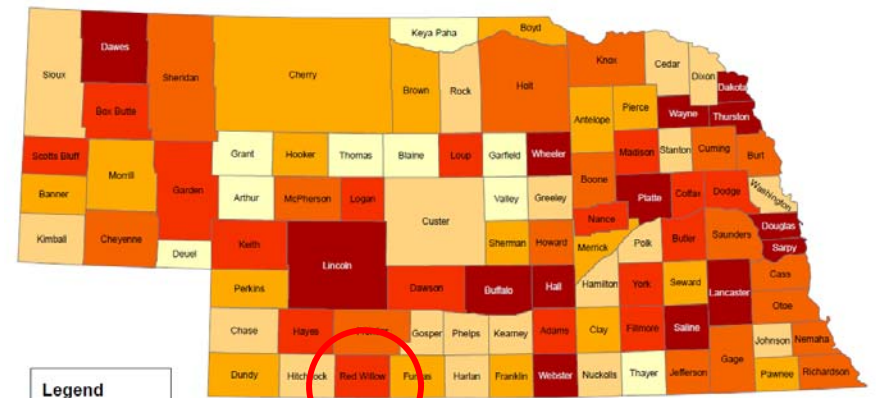 Keya Paha Boyd
Dawes Knox Cedar
Sioux Sheridan Cherry Holt Dixon
Brown Rock Dakota
Box Butte Pierce Wayne Thurston
Antelope
Scotts Bluff Grant Hooker Thomas Blaine Loup Garfield Wheeler Madison Stanton Cuming Burt
Morrill Garden Boone
Banner Arthur McPherson Logan Valley Greeley Platte Colfax Dodge Washington
Custer Nance
Kimball Cheyenne Keith Sherman Howard Merrick Polk Butler Saunders Douglas
Deuel Sarpy
Lincoln
Perkins Dawson Buffalo Hall Hamilton York Seward Lancaster Cass
Otoe
Chase Hayes Gosper Phelps Kearney Adams Clay Fillmore Saline Johnson Nemaha
Gage
Dundy Hitchcock Red Willow Furnas Harlan Franklin Webster Nuckolls Thayer Jefferson Pawnee Richardson
Legend